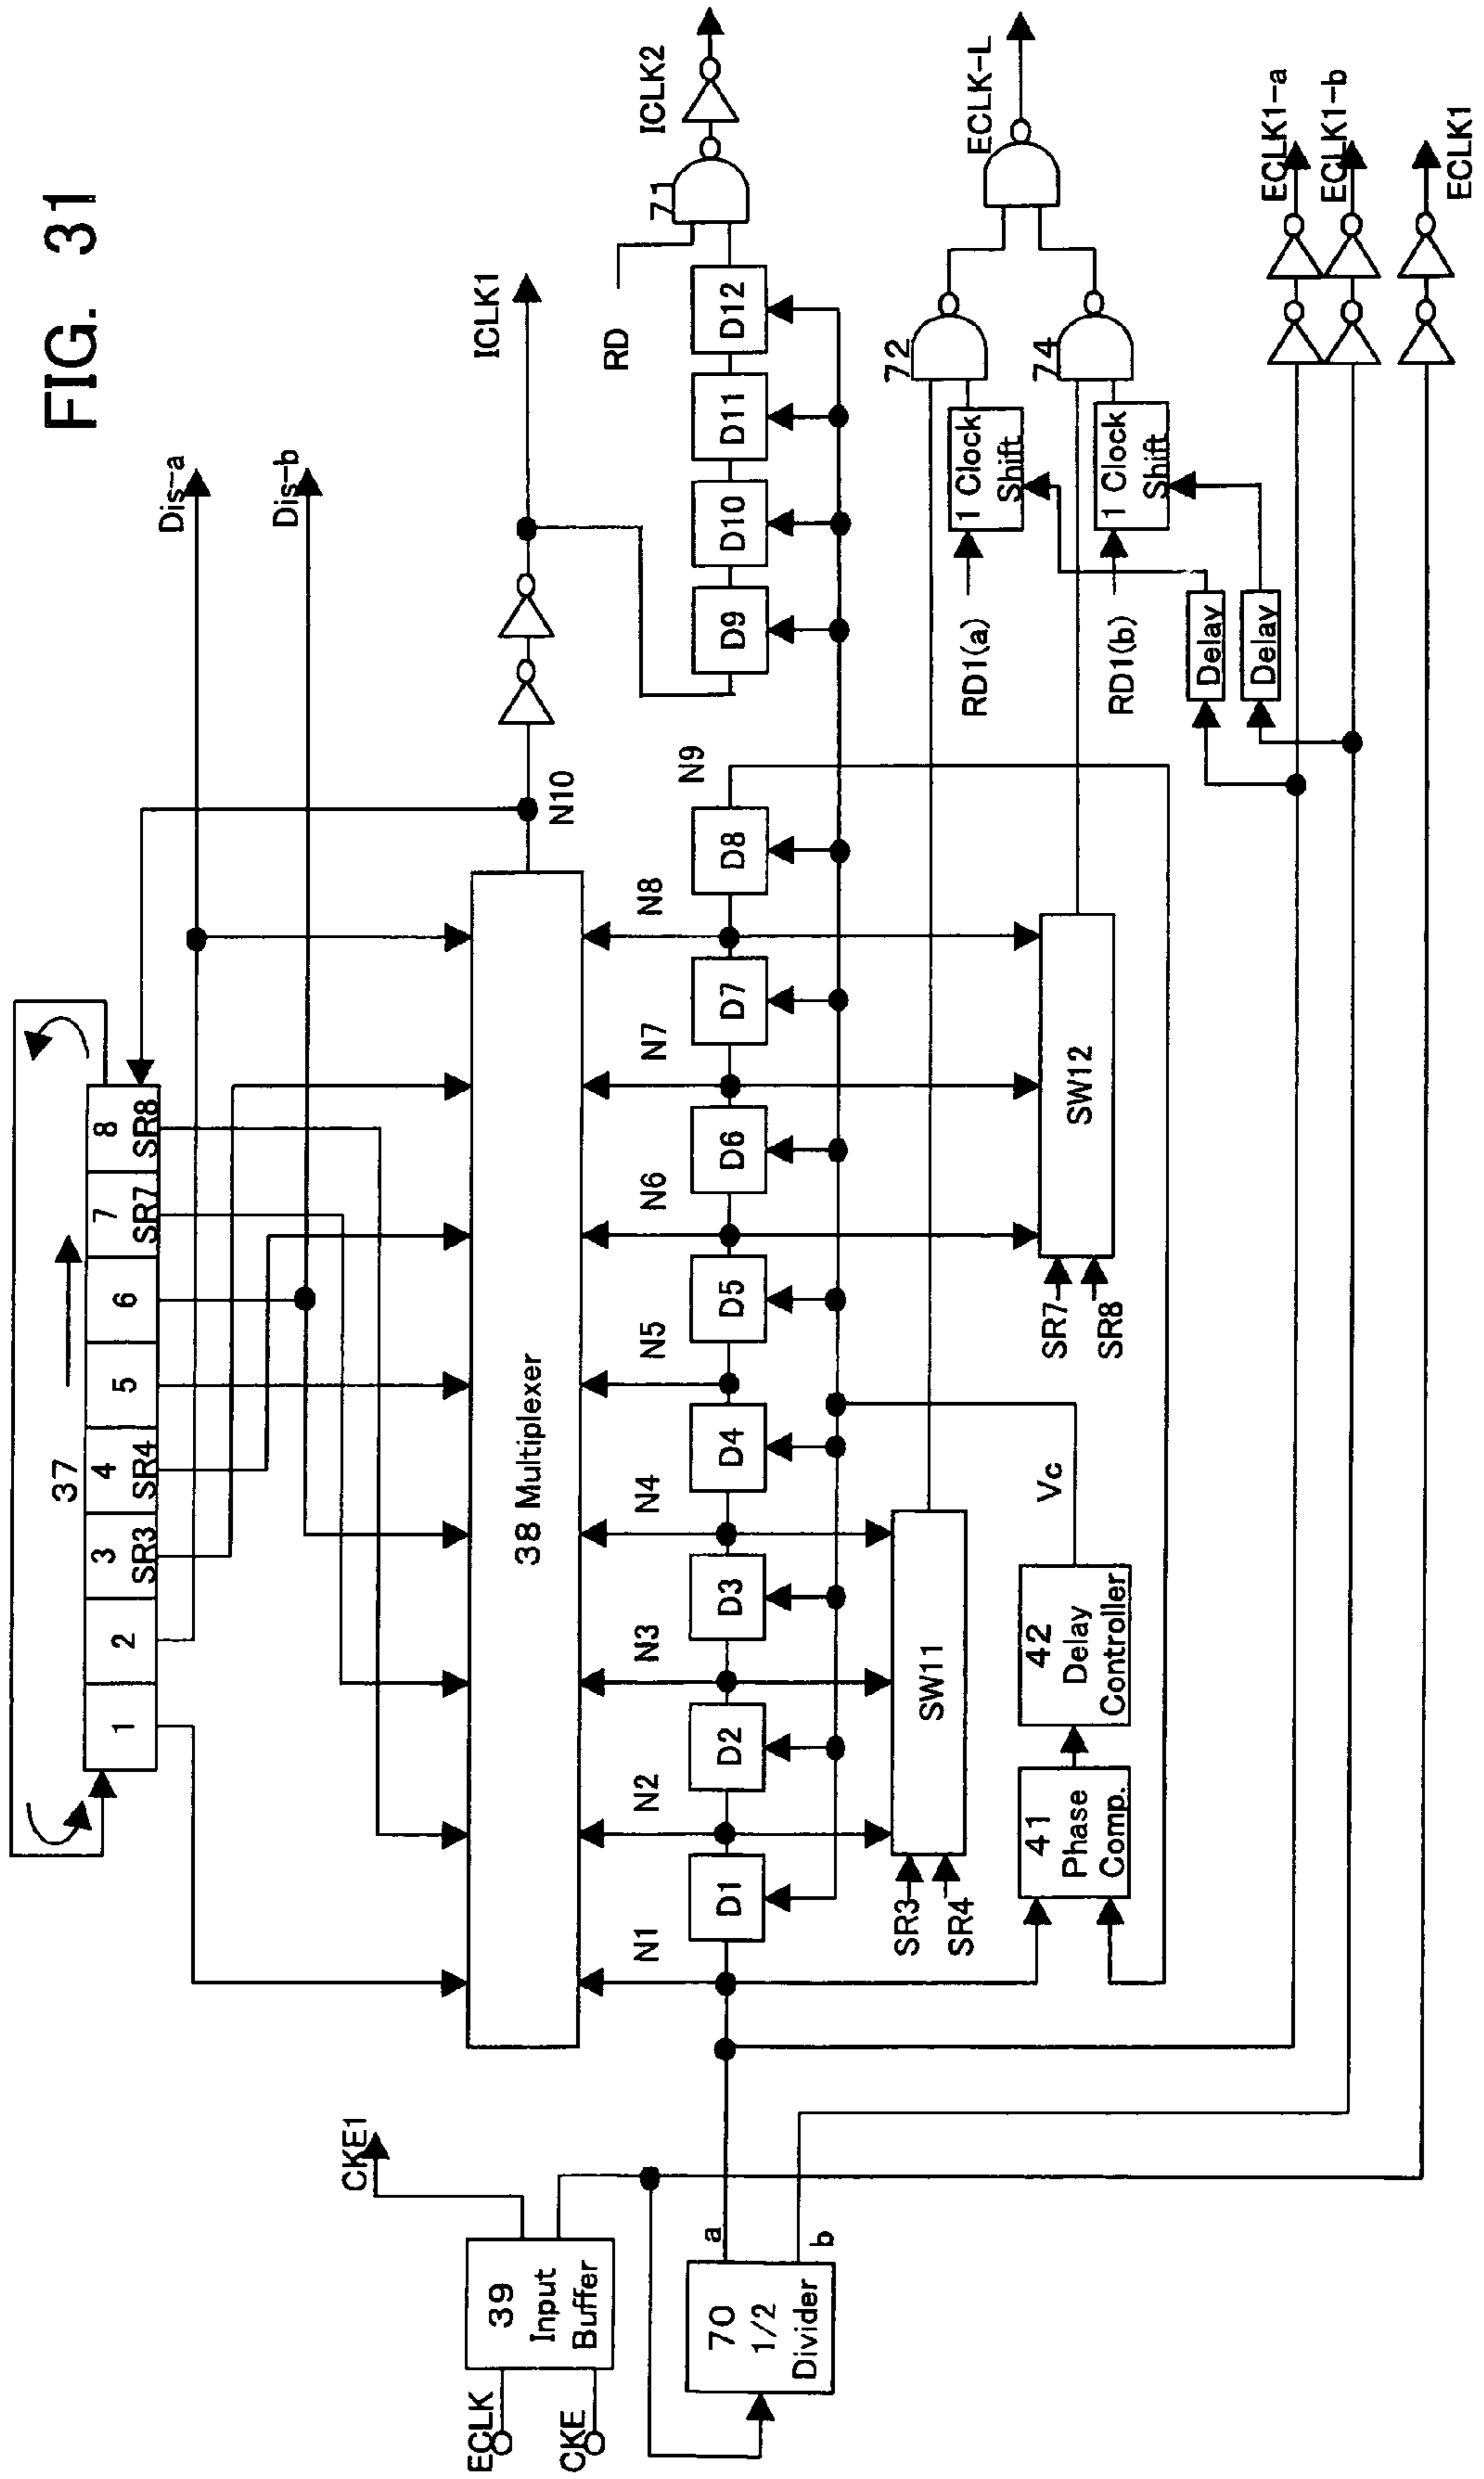 FIG. 31
Dis-a
Dis-b
37
1
2
3
SR3
4
SR4
5
6
7
SR7
8
SR8
N10
ICLK1
38 Multiplexer
N1
N2
N3
N4
N5
N6
N7
N8
N9
D1
D2
D3
D4
D5
D6
D7
D8
D9
D10
D11
D12
RD
71
ICLK2
CKE1
ECLK
CKE
39
Input
Buffer
70
1/2
Divider
a
b
SR3
SR4
SW11
SR7
SR8
SW12
41
Phase
Comp.
42
Delay
Controller
Vc
RD1(a)
1 Clock
Shift
72
RD1(b)
1 Clock
Shift
74
ECLK-L
Delay
Delay
ECLK1-a
ECLK1-b
ECLK1